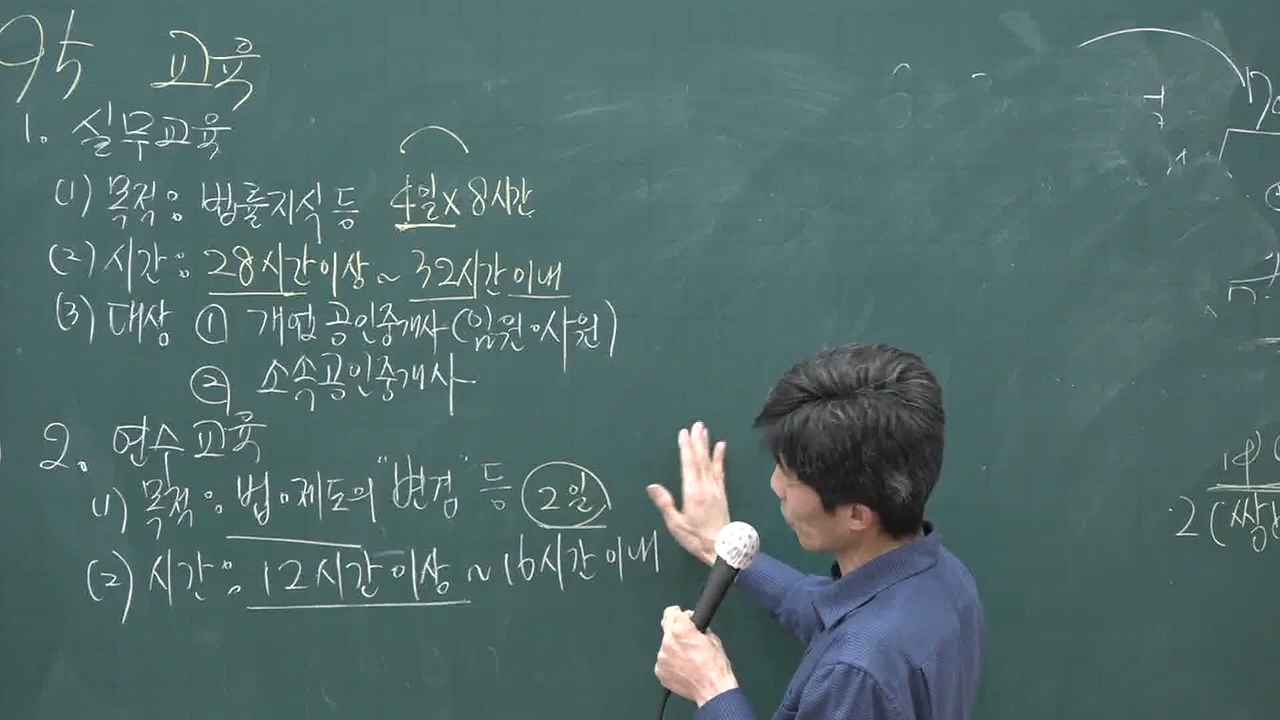 95 교육
1. 실무교육
(1) 목적: 법률지식 등 4일x8시간
(2) 시간: 28시간이상~32시간이내
(3) 대상 ① 개업공인중개사(임원·사원)
② 소속공인중개사
2. 연수교육
(1) 목적: 법·제도의 "변경" 등 2일
(2) 시간: 12시간이상~16시간이내
2(쌍방